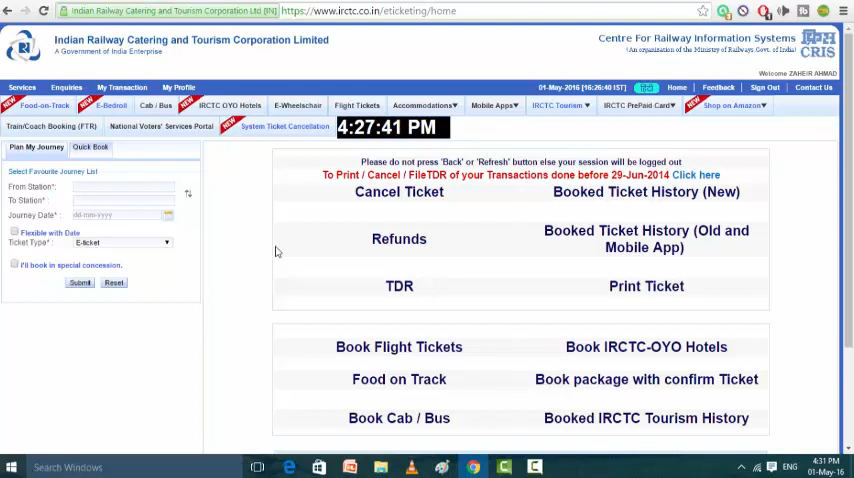 Indian Railway Catering and Tourism Corporation Ltd [IN]
https://www.irctc.co.in/eticketing/home
Indian Railway Catering and Tourism Corporation Limited
A Government of India Enterprise
Centre For Railway Information Systems
(An organisation of the Ministry of Railways, Govt. of India)
CRIS
Welcome ZAHEIR AHMAD
Services Enquiries My Transaction My Profile
01-May-2016 [16:26:40 IST] Home Feedback Sign Out Contact Us
NEW Food-on-Track NEW E-Bedroll Cab / Bus NEW IRCTC OYO Hotels E-Wheelchair Flight Tickets Accommodations Mobile Apps IRCTC Tourism IRCTC PrePaid Card NEW Shop on Amazon
Train/Coach Booking (FTR) National Voters' Services Portal NEW System Ticket Cancellation 4:27:41 PM
Plan My Journey Quick Book
Select Favourite Journey List
From Station*:
To Station* :
Journey Date* : dd-mm-yyyy
Flexible with Date
Ticket Type* : E-ticket
I'll book in special concession.
Submit Reset
Please do not press 'Back' or 'Refresh' button else your session will be logged out
To Print / Cancel / FileTDR of your Transactions done before 29-Jun-2014 Click here
Cancel Ticket Booked Ticket History (New)
Refunds Booked Ticket History (Old and
Mobile App)
TDR Print Ticket
Book Flight Tickets Book IRCTC-OYO Hotels
Food on Track Book package with confirm Ticket
Book Cab / Bus Booked IRCTC Tourism History
Search Windows
ENG
4:31 PM
01-May-16